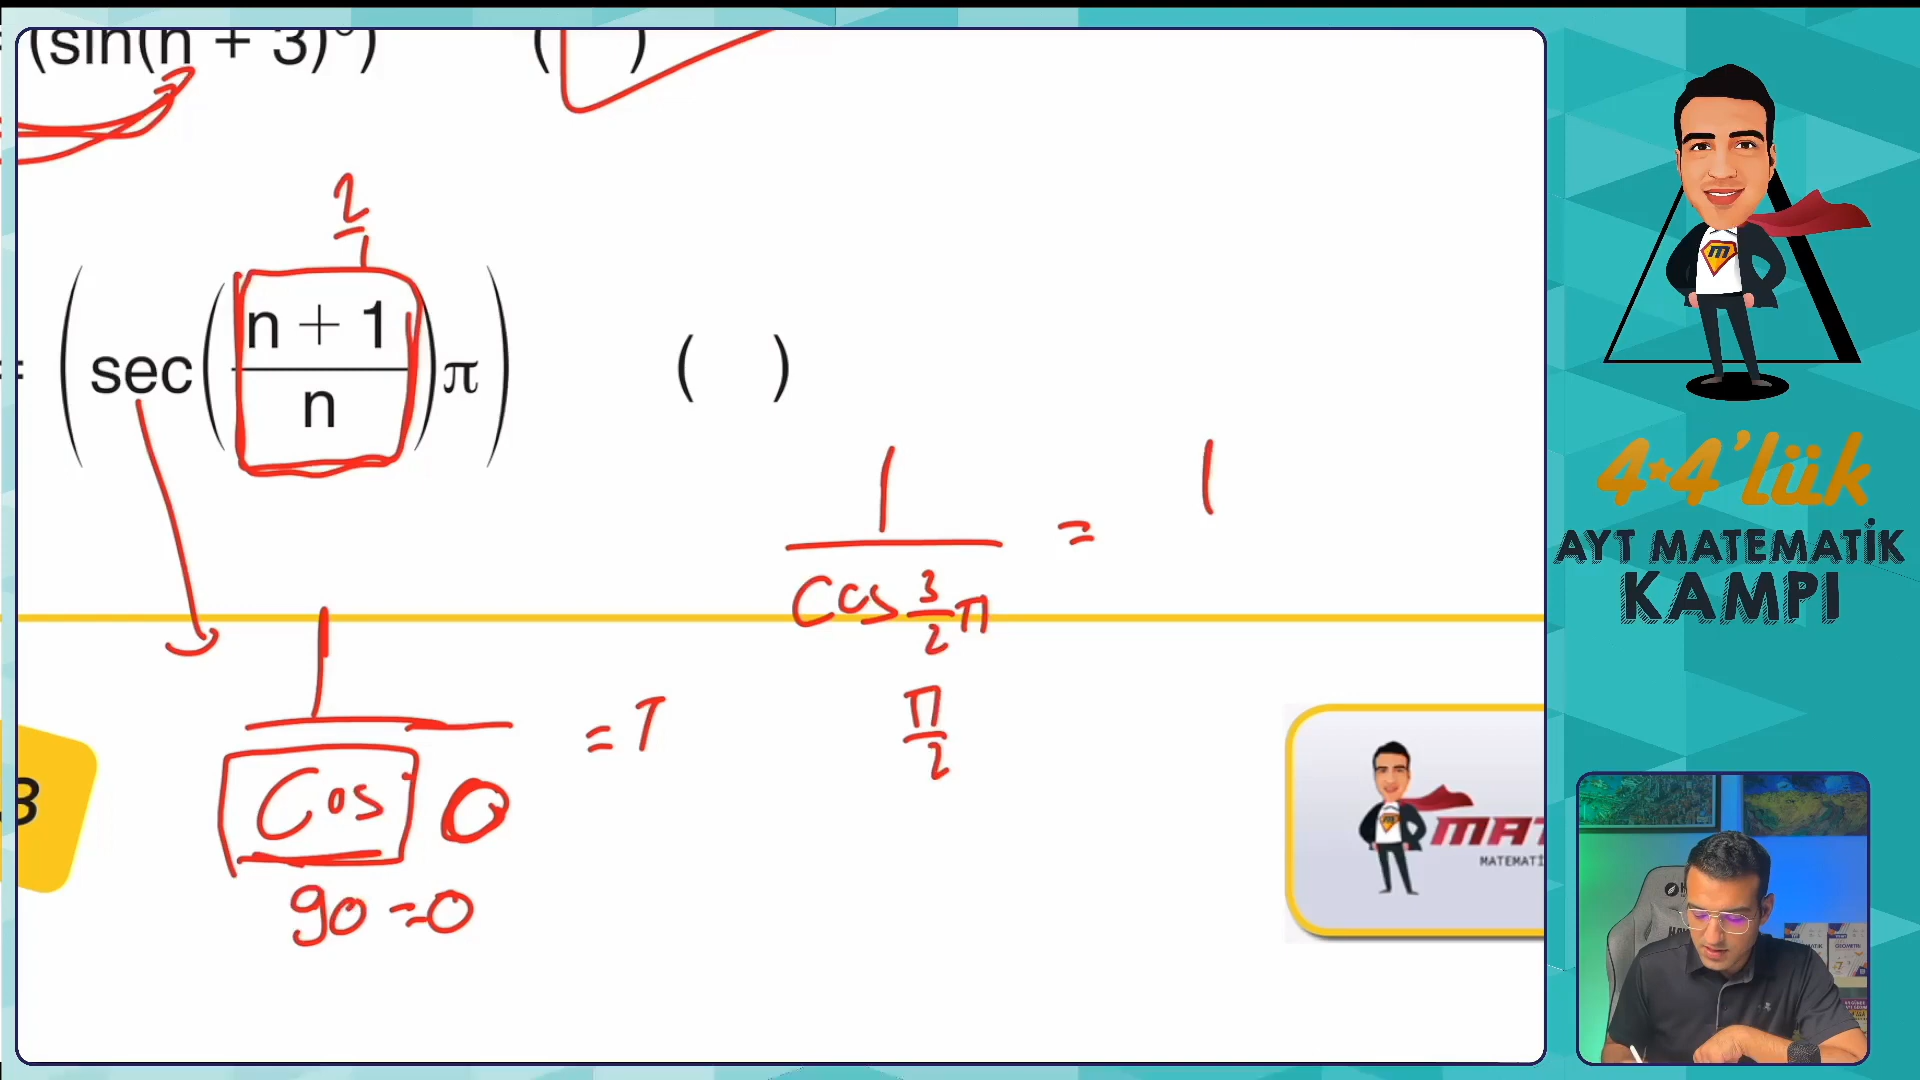 (sin(n + 3)°) ( )
2
1
= (sec((n + 1)/n)π) ( )
1/(Cos 3/2 π) = 1
π/2
1/(Cos 0) =
90 = 0
3
4*4'lük
AYT MATEMATİK
KAMPI
MAT
MATEMATİ